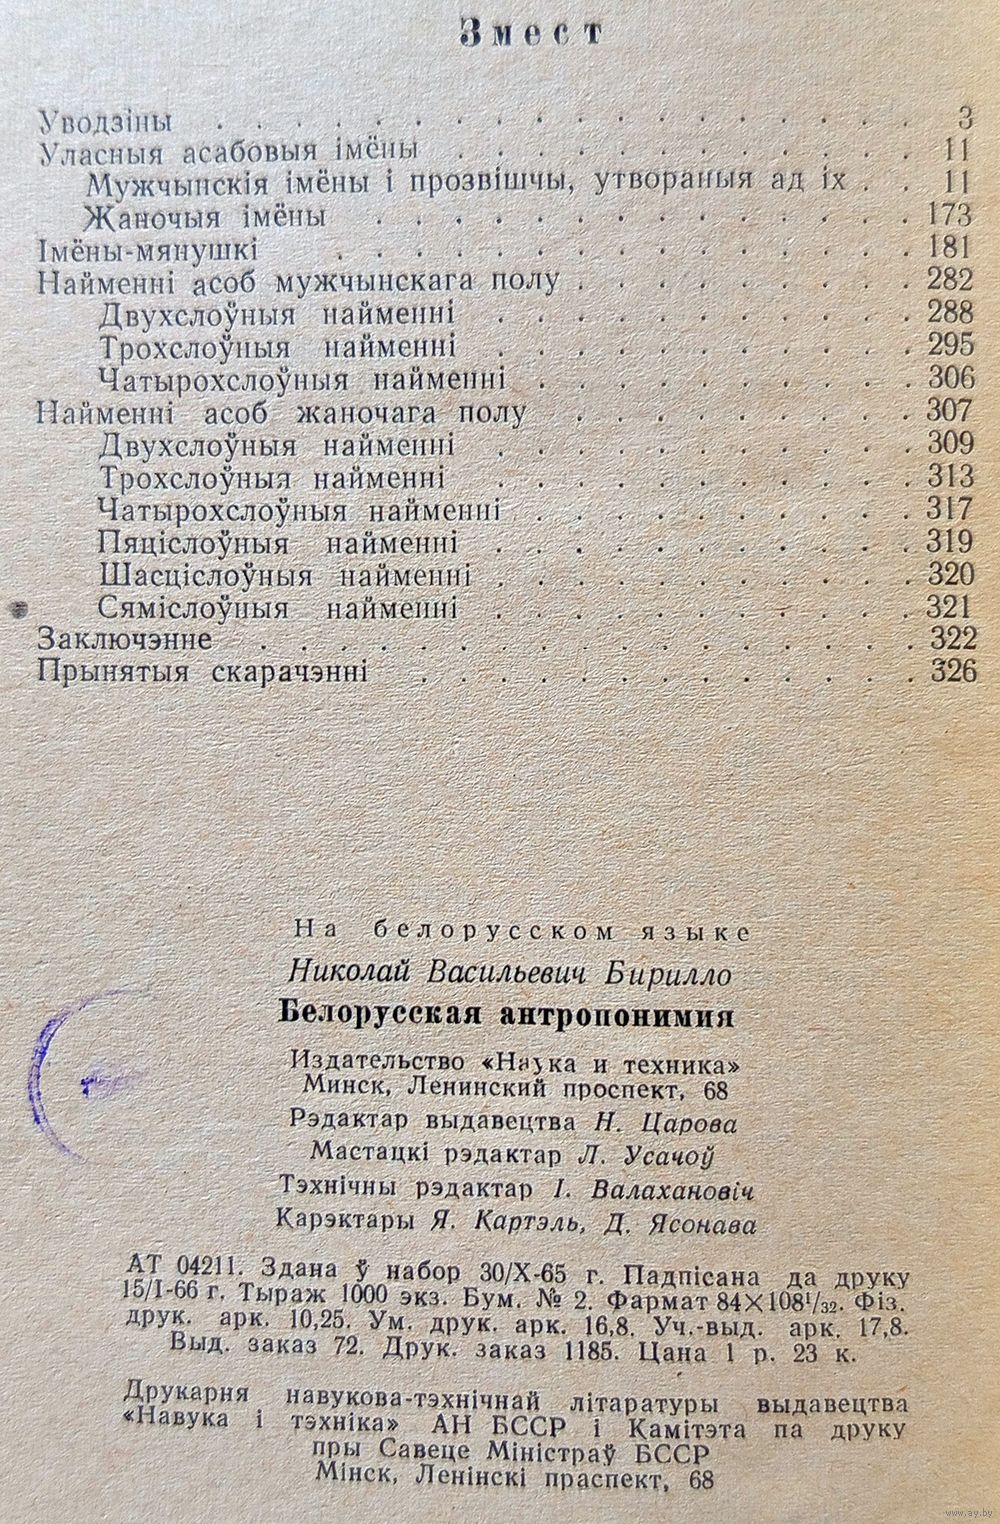 Змест
Уводзіны . . . . . . . . . . . . . . . . . . 3
Уласныя асабовыя імёны . . . . . . . . . . . . 11
Мужчынскія імёны і прозвішчы, утвораныя ад іх . . 11
Жаночыя імёны . . . . . . . . . . . . . . 173
Імёны-мянушкі . . . . . . . . . . . . . . . 181
Найменні асоб мужчынскага полу . . . . . . . . . 282
Двухслоўныя найменні . . . . . . . . . . . 288
Трохслоўныя найменні . . . . . . . . . . . 295
Чатырохслоўныя найменні . . . . . . . . . . 306
Найменні асоб жаночага полу . . . . . . . . . 307
Двухслоўныя найменні . . . . . . . . . . . 309
Трохслоўныя найменні . . . . . . . . . . . 313
Чатырохслоўныя найменні . . . . . . . . . . 317
Пяціслоўныя найменні . . . . . . . . . . . 319
Шасціслоўныя найменні . . . . . . . . . . . 320
Сяміслоўныя найменні . . . . . . . . . . . 321
Заключэнне . . . . . . . . . . . . . . . . . 322
Прынятыя скарачэнні . . . . . . . . . . . . . 326
На белорусском языке
Николай Васильевич Бирилло
Белорусская антропонимия
Издательство «Наука и техника»
Минск, Ленинский проспект, 68
Рэдактар выдавецтва Н. Царова
Мастацкі рэдактар Л. Усачоў
Тэхнічны рэдактар І. Валахановіч
Карэктары Я. Картэль, Д. Ясонава
АТ 04211. Здана ў набор 30/X-65 г. Падпісана да друку
15/I-66 г. Тыраж 1000 экз. Бум. № 2. Фармат 84×108¹/₃₂. Фіз.
друк. арк. 10,25. Ум. друк. арк. 16,8. Уч.-выд. арк. 17,8.
Выд. заказ 72. Друк. заказ 1185. Цана 1 р. 23 к.
Друкарня навукова-тэхнічнай літаратуры выдавецтва
«Навука і тэхніка» АН БССР і Камітэта па друку
пры Савеце Міністраў БССР
Мінск, Ленінскі праспект, 68
www.ay.by